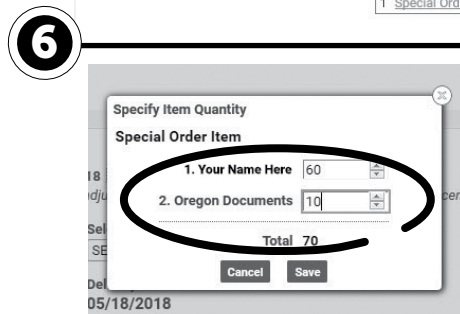 1 Special Ord
6
Specify Item Quantity
Special Order Item
18
1. Your Name Here 60
adju
2. Oregon Documents 10
cen
Sel
Total 70
SE
Cancel Save
Del
05/18/2018